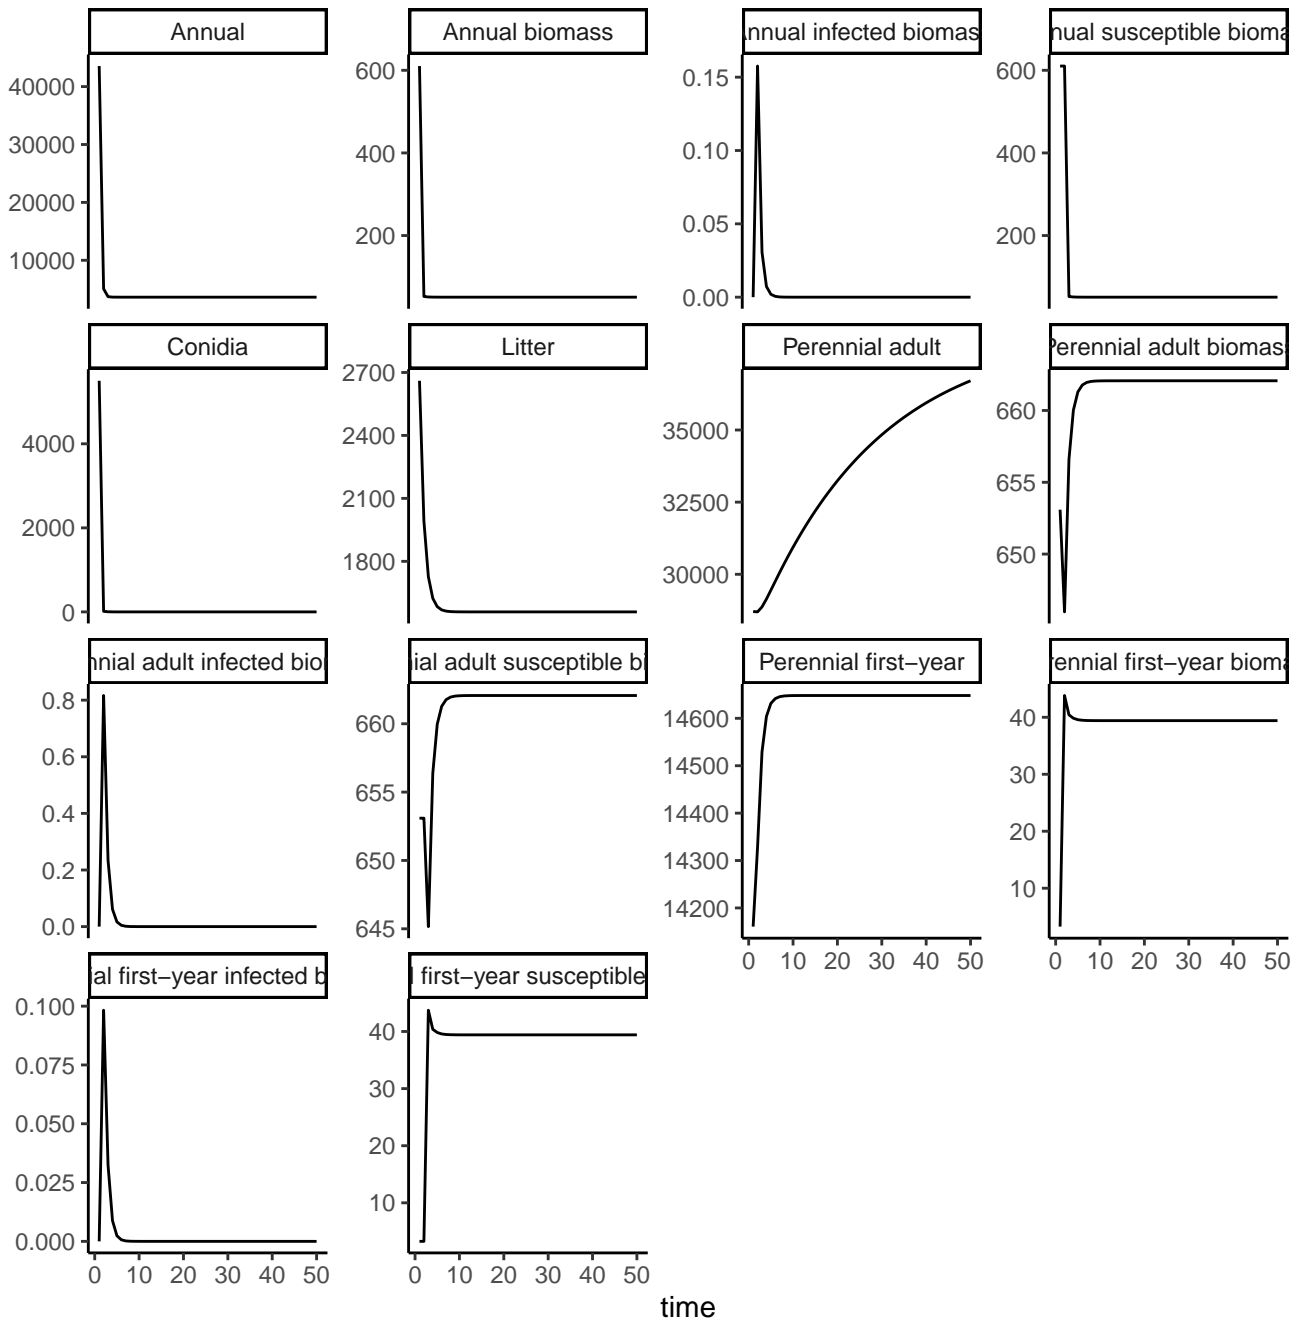 Annual
Annual biomass
nnual infected biomas
nual susceptible bioma
40000
30000
20000
10000
600
400
200
0.15
0.10
0.05
0.00
600
400
200
Conidia
Litter
Perennial adult
Perennial adult biomas
4000
2000
0
2700
2400
2100
1800
35000
32500
30000
660
655
650
nnial adult infected bio
ial adult susceptible bi
Perennial first−year
rennial first−year bioma
0.8
0.6
0.4
0.2
0.0
660
655
650
645
14600
14500
14400
14300
14200
40
30
20
10
0 10 20 30 40 50
0 10 20 30 40 50
ial first−year infected b
l first−year susceptible
0.100
0.075
0.050
0.025
0.000
40
30
20
10
0 10 20 30 40 50
0 10 20 30 40 50
time